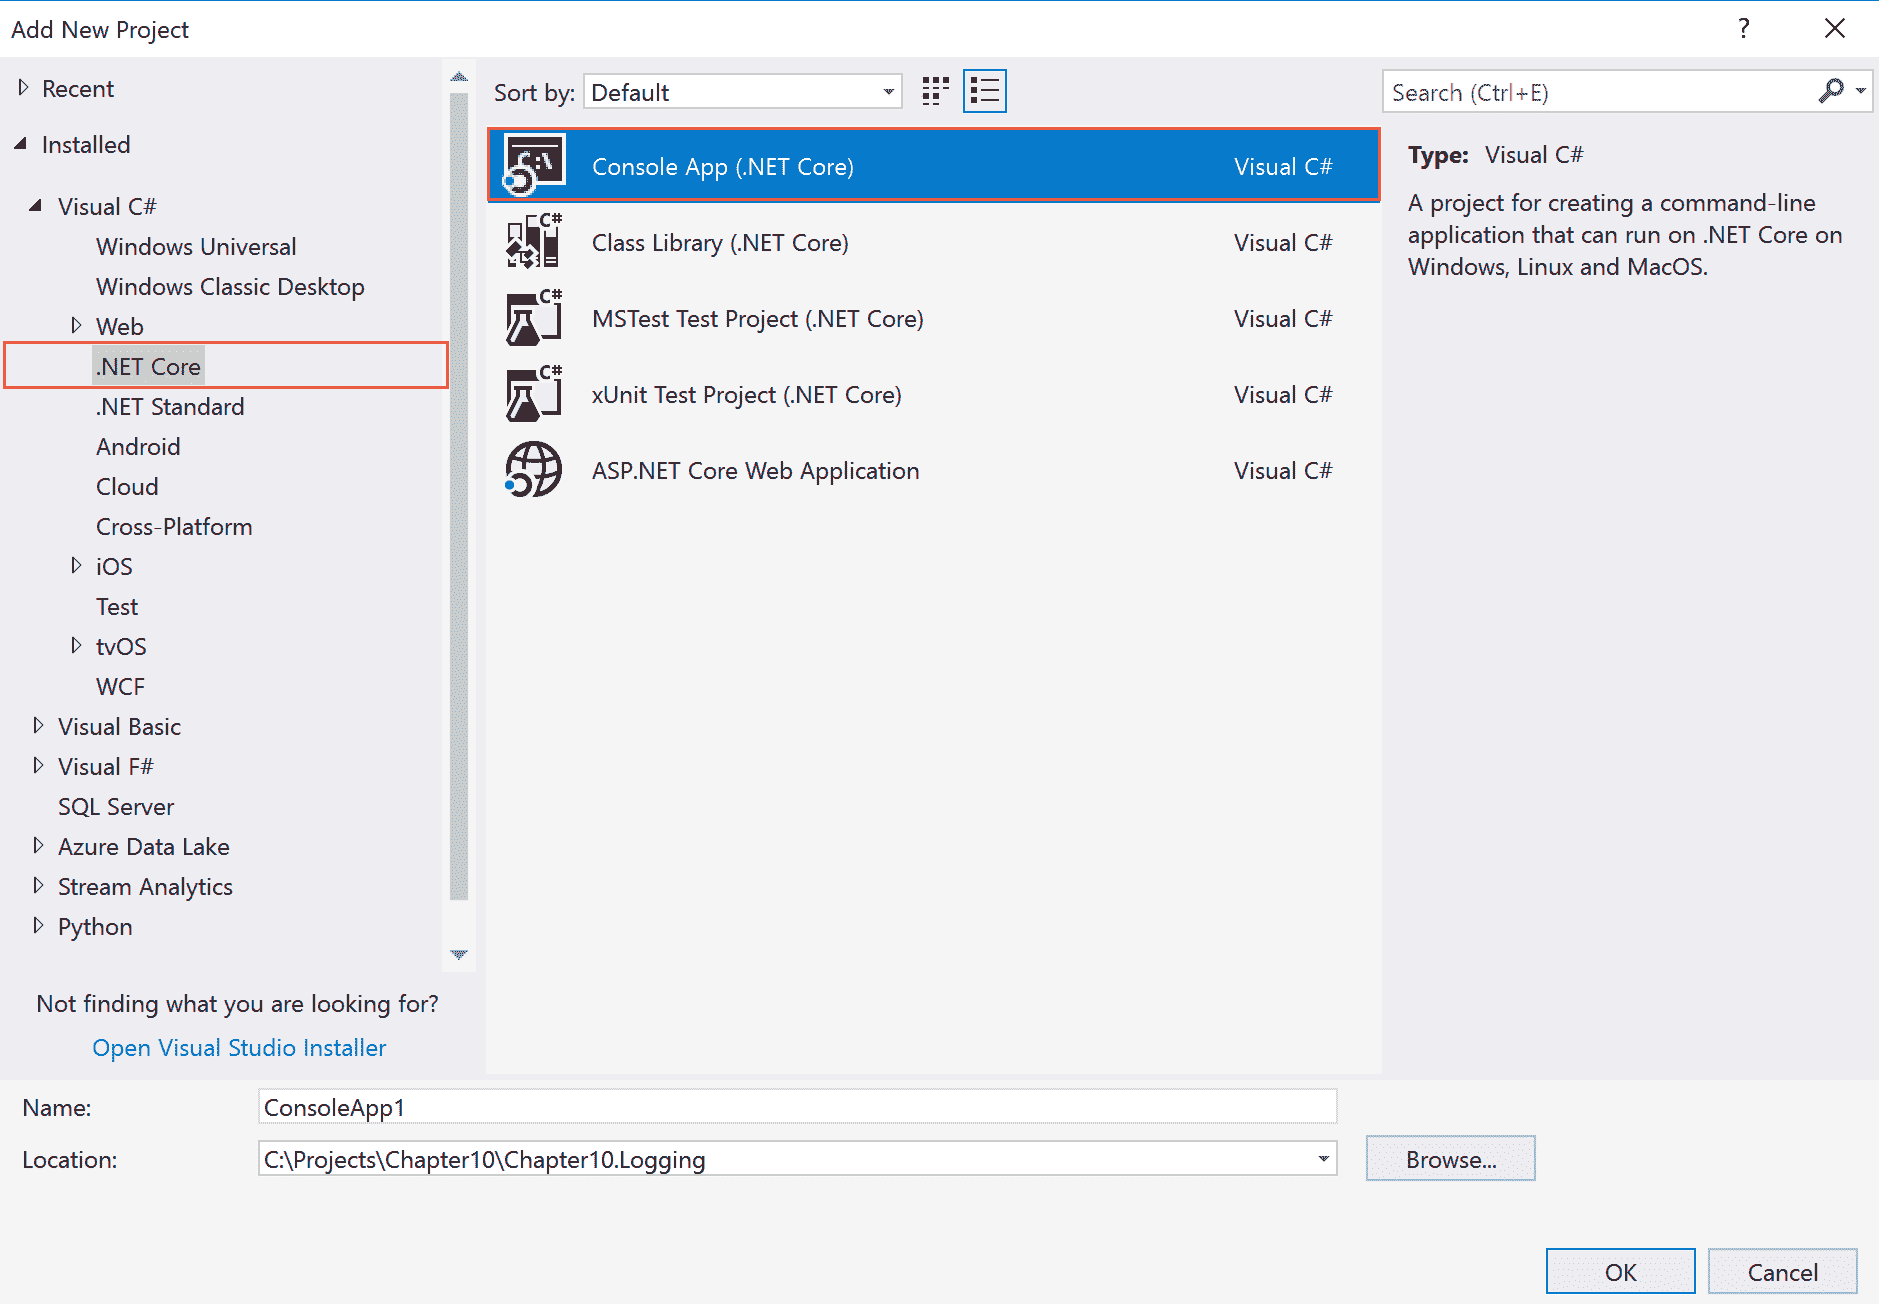 Add New Project
?
Recent
Installed
Visual C#
Windows Universal
Windows Classic Desktop
Web
.NET Core
.NET Standard
Android
Cloud
Cross-Platform
iOS
Test
tvOS
WCF
Visual Basic
Visual F#
SQL Server
Azure Data Lake
Stream Analytics
Python
Not finding what you are looking for?
Open Visual Studio Installer
Sort by: Default
C:\ Console App (.NET Core) Visual C#
C# Class Library (.NET Core) Visual C#
C# MSTest Test Project (.NET Core) Visual C#
C# xUnit Test Project (.NET Core) Visual C#
ASP.NET Core Web Application Visual C#
Search (Ctrl+E)
Type: Visual C#
A project for creating a command-line
application that can run on .NET Core on
Windows, Linux and MacOS.
Name: ConsoleApp1
Location: C:\Projects\Chapter10\Chapter10.Logging
Browse...
OK
Cancel